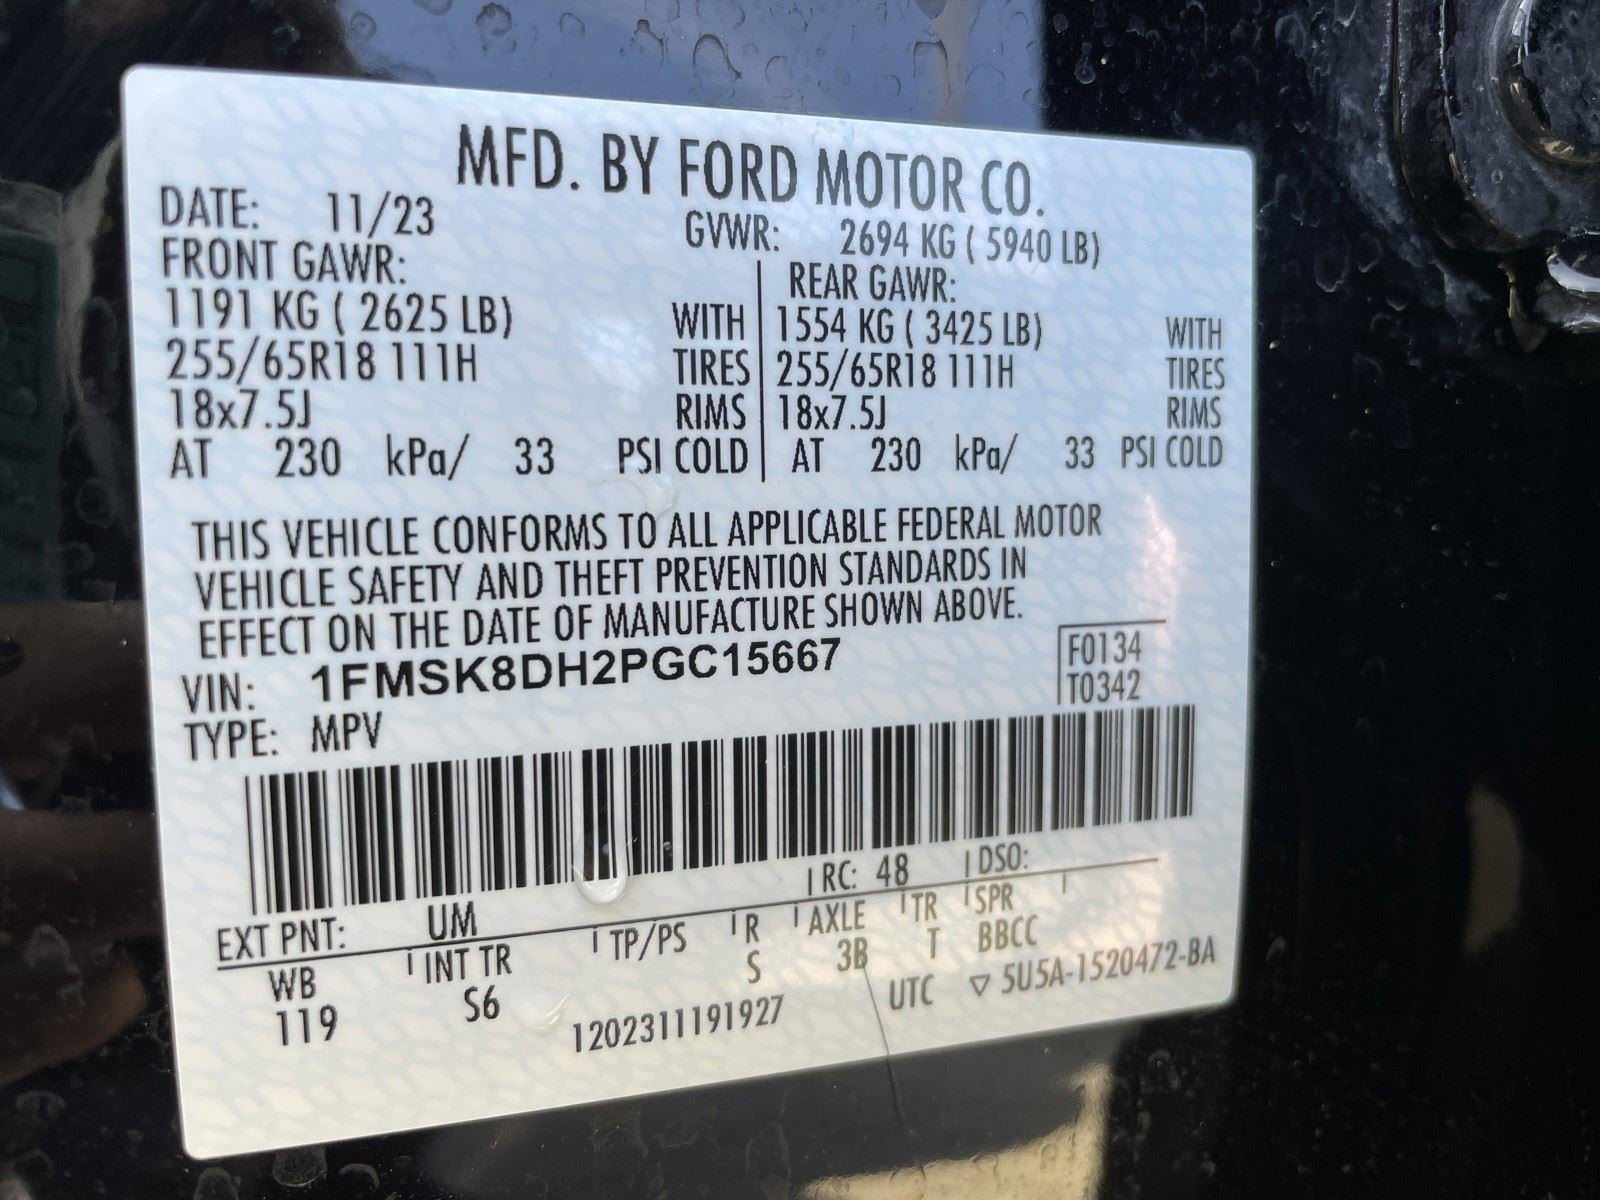 MFD. BY FORD MOTOR CO.
DATE: 11/23
GVWR: 2694 KG ( 5940 LB)
FRONT GAWR:
REAR GAWR:
1191 KG ( 2625 LB) WITH
1554 KG ( 3425 LB) WITH
255/65R18 111H TIRES
255/65R18 111H TIRES
18x7.5J RIMS
18x7.5J RIMS
AT 230 kPa/ 33 PSI COLD
AT 230 kPa/ 33 PSI COLD
THIS VEHICLE CONFORMS TO ALL APPLICABLE FEDERAL MOTOR
VEHICLE SAFETY AND THEFT PREVENTION STANDARDS IN
EFFECT ON THE DATE OF MANUFACTURE SHOWN ABOVE.
VIN: 1FMSK8DH2PGC15667
F0134
T0342
TYPE: MPV
EXT PNT: UM RC: 48 DSO:
WB INT TR TP/PS R AXLE TR SPR
119 S6 S 3B T BBCC
1202311191927 UTC ▽ 5U5A-1520472-BA